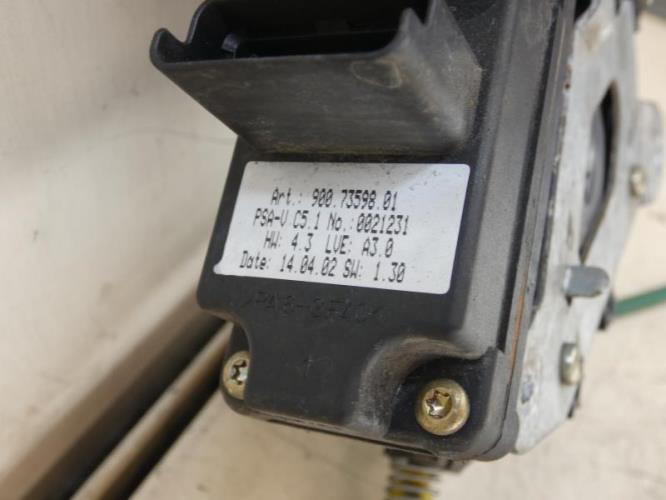 Art.: 900.73598.01
PSA-V C5.1 No.:0021231
HW: 4.3 LVE: A3.0
Date: 14.04.02 SW: 1.30